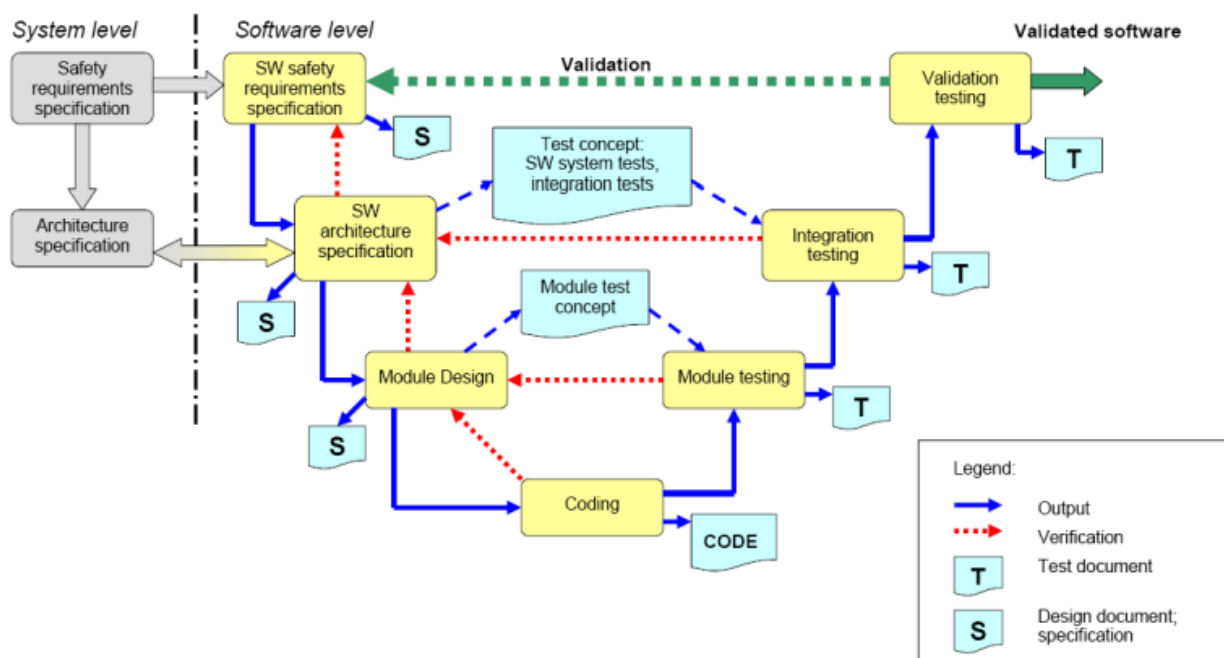 System level
Software level
Validated software
Safety
requirements
specification
SW safety
requirements
specification
Validation
Validation
testing
S
Test concept:
SW system tests,
integration tests
T
Architecture
specification
SW
architecture
specification
Integration
testing
T
S
Module test
concept
Module Design
Module testing
T
S
Coding
CODE
Legend:
Output
Verification
T
Test document
S
Design document;
specification